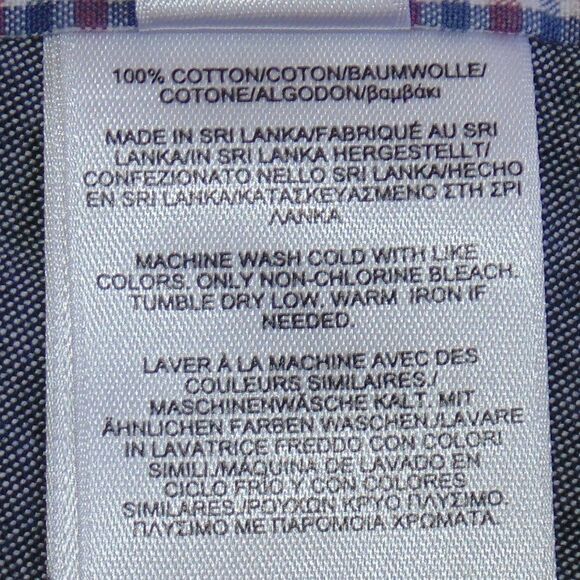 100% COTTON/COTON/BAUMWOLLE/
COTONE/ALGODON/βαμβάκι
MADE IN SRI LANKA/FABRIQUÉ AU SRI
LANKA/IN SRI LANKA HERGESTELLT/
CONFEZIONATO NELLO SRI LANKA/HECHO
EN SRI LANKA/ΚΑΤΑΣΚΕΥΑΣΜΕΝΟ ΣΤΗ ΣΡΙ
ΛΑΝΚΑ
MACHINE WASH COLD WITH LIKE
COLORS. ONLY NON-CHLORINE BLEACH.
TUMBLE DRY LOW. WARM IRON IF
NEEDED.
LAVER À LA MACHINE AVEC DES
COULEURS SIMILAIRES./
MASCHINENWÄSCHE KALT. MIT
ÄHNLICHEN FARBEN WASCHEN./LAVARE
IN LAVATRICE FREDDO CON COLORI
SIMILI./MAQUINA DE LAVADO EN
CICLO FRIO Y CON COLORES
SIMILARES./ΡΟΥΧΩΝ ΚΡΥΟ ΠΛΥΣΙΜΟ.
ΠΛΥΣΙΜΟ ΜΕ ΠΑΡΟΜΟΙΑ ΧΡΩΜΑΤΑ.